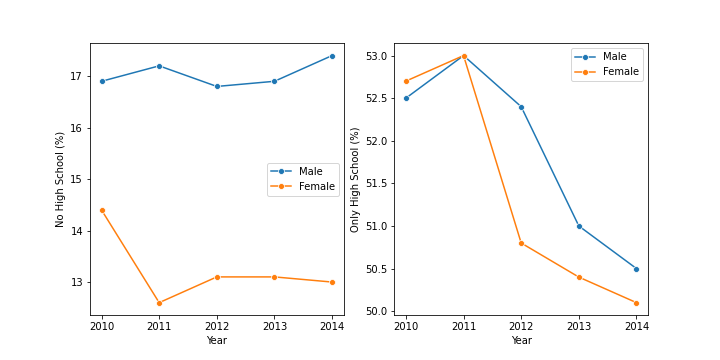 No High School (%)
17
16
15
14
13
Male
Female
2010 2011 2012 2013 2014
Year
Only High School (%)
53.0
52.5
52.0
51.5
51.0
50.5
50.0
Male
Female
2010 2011 2012 2013 2014
Year